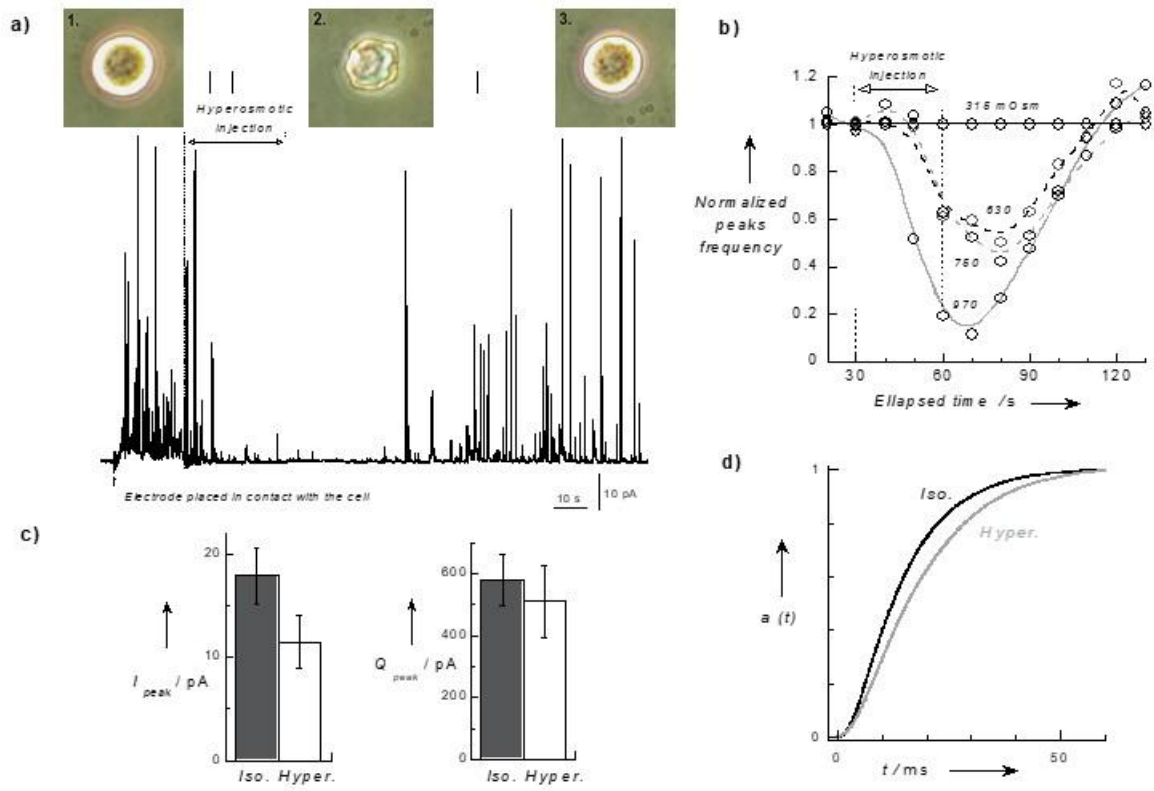 a)
1.
2.
3.
Hyperosmotic
injection
Electrode placed in contact with the cell
10 s
10 pA
b)
Hyperosmotic
injection
1.2
1
0.8
0.6
0.4
0.2
0
315 mOsm
630
750
970
Normalized
peaks
frequency
30
60
90
120
Ellapsed time /s
c)
20
10
0
I peak / pA
Iso. Hyper.
600
400
200
0
Q peak / pA
Iso. Hyper.
d)
1
0
Iso.
Hyper.
a (t)
0
50
t / ms